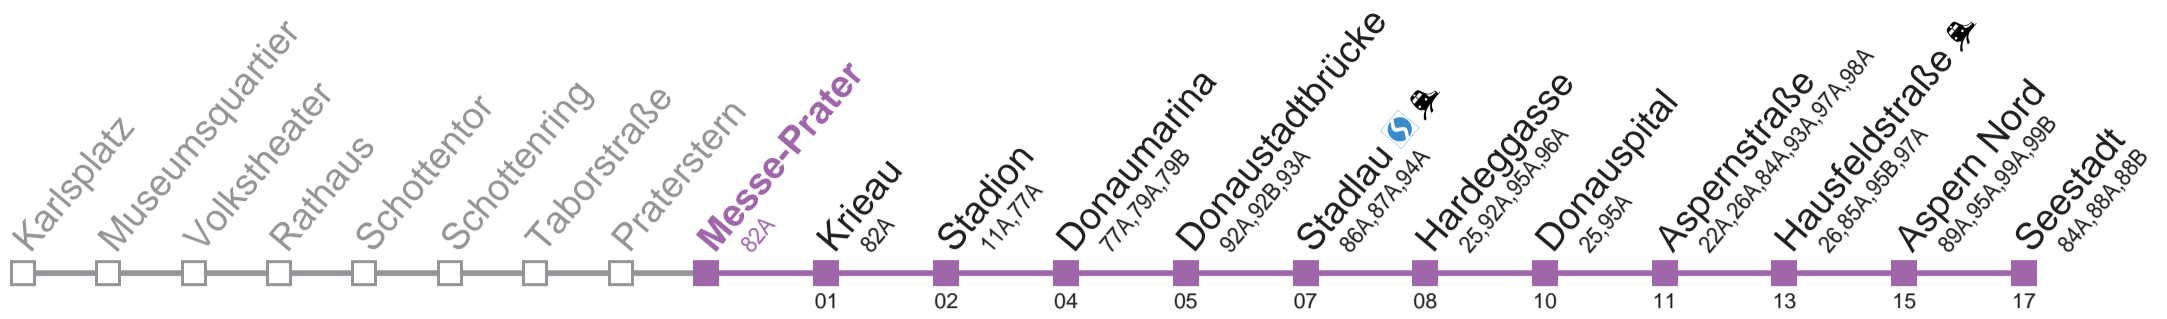 Karlsplatz
Museumsquartier
Volkstheater
Rathaus
Schottentor
Schottenring
Taborstraße
Praterstern
Messe-Prater
82A
Krieau
82A
Stadion
11A,77A
Donaumarina
77A,79A,79B
Donaustadtbrücke
92A,92B,93A
Stadlau
86A,87A,94A
Hardeggasse
25,92A,95A,96A
Donauspital
25,95A
Aspernstraße
22A,26A,84A,93A,97A,98A
Hausfeldstraße
26,85A,95B,97A
Aspern Nord
89A,95A,99A,99B
Seestadt
84A,88A,88B
01 02 04 05 07 08 10 11 13 15 17